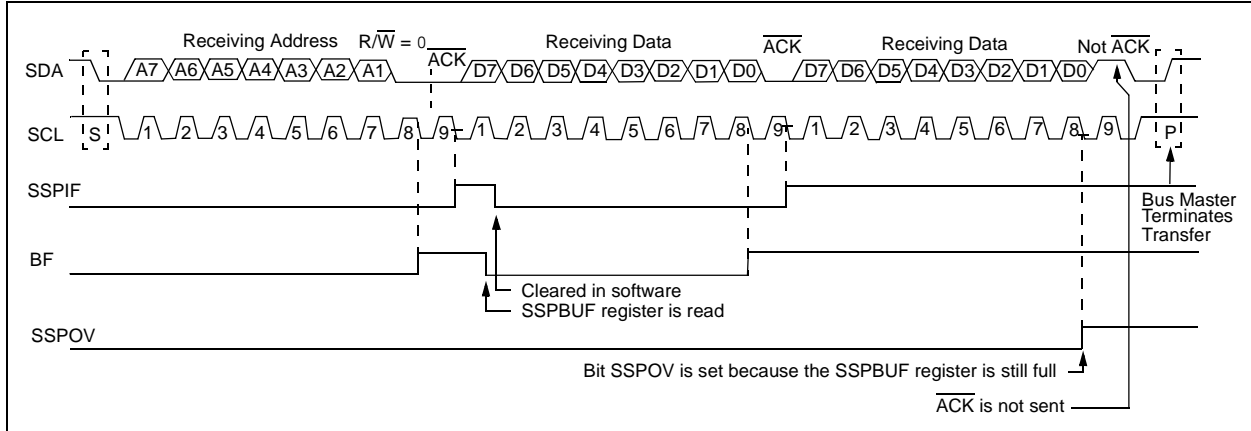 Receiving Address R/W̅ = 0 A̅C̅K̅ Receiving Data A̅C̅K̅ Receiving Data Not A̅C̅K̅
SDA A7 A6 A5 A4 A3 A2 A1 D7 D6 D5 D4 D3 D2 D1 D0 D7 D6 D5 D4 D3 D2 D1 D0
SCL S 1 2 3 4 5 6 7 8 9 1 2 3 4 5 6 7 8 9 1 2 3 4 5 6 7 8 9 P
SSPIF
Bus Master
Terminates
Transfer
BF
Cleared in software
SSPBUF register is read
SSPOV
Bit SSPOV is set because the SSPBUF register is still full
A̅C̅K̅ is not sent